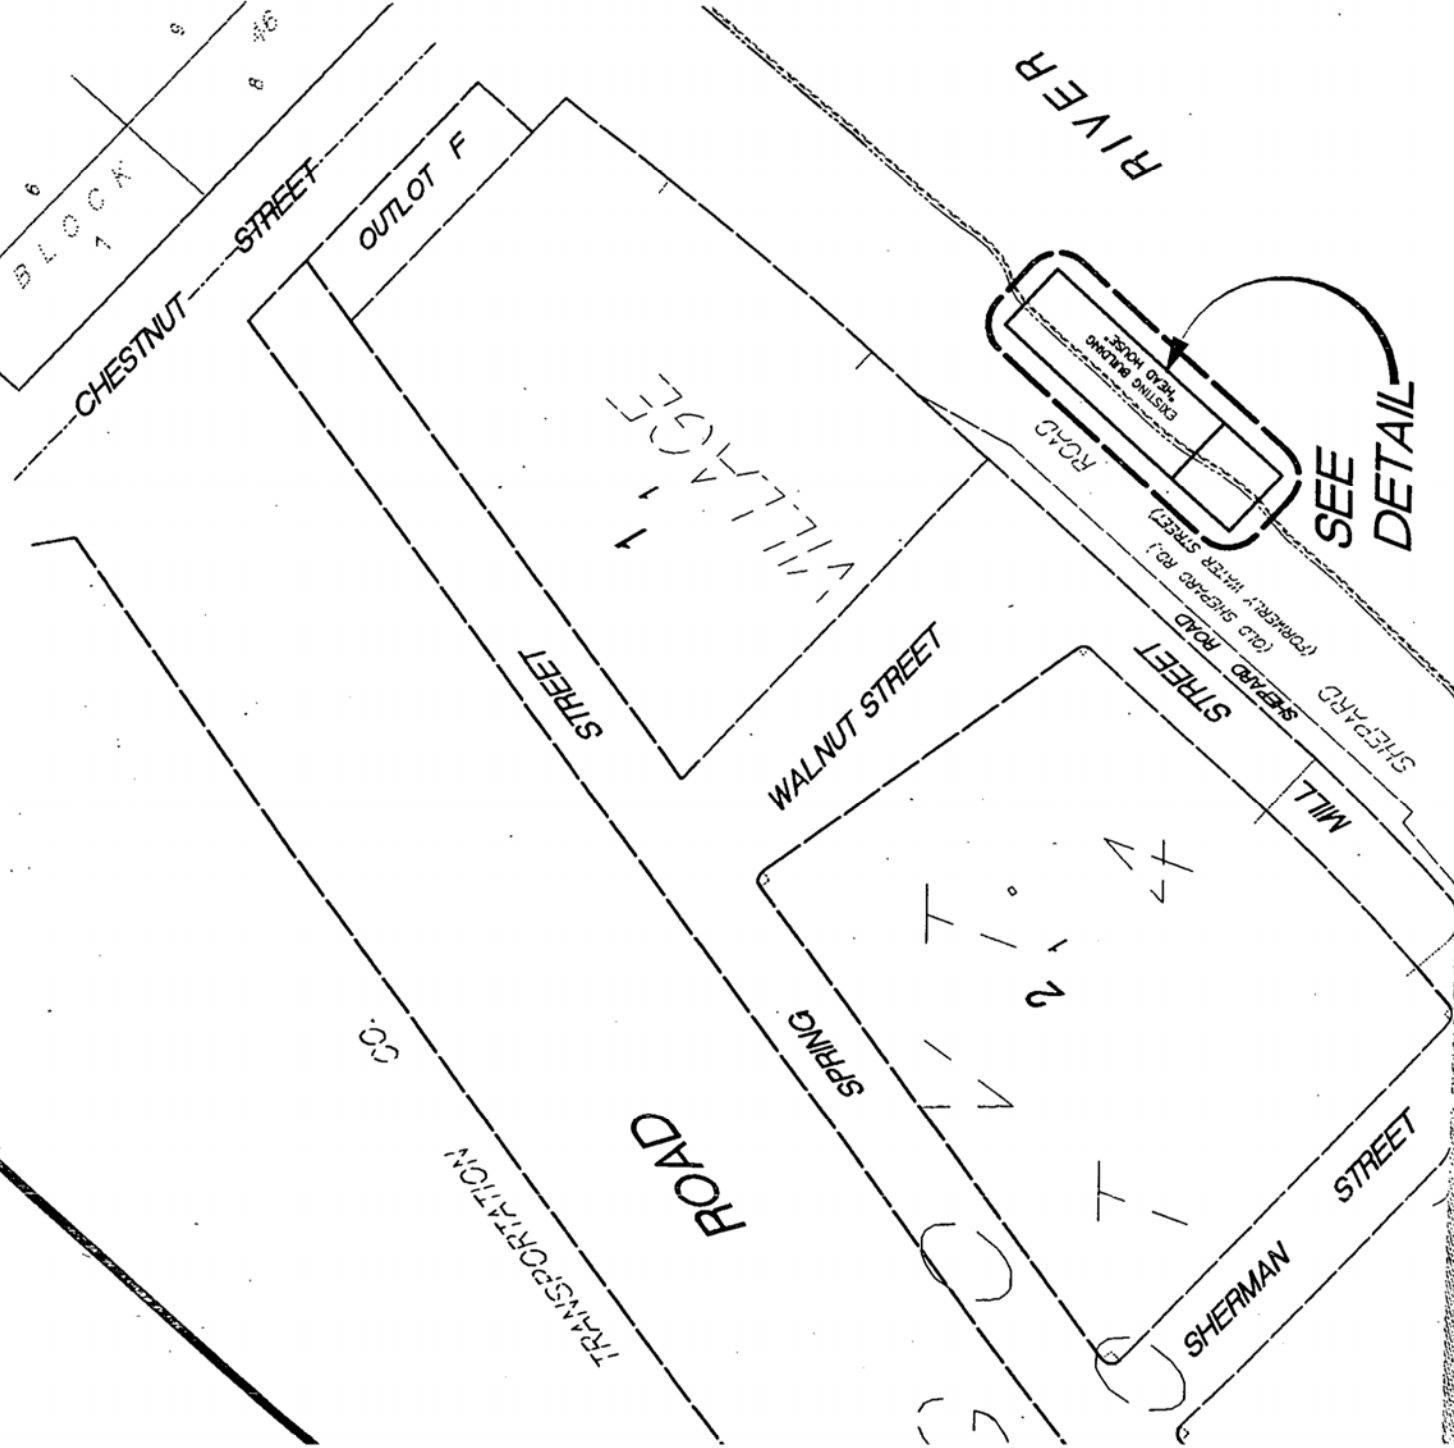 9
46
8
6
BLOCK
7
CHESTNUT STREET
OUTLOT F
RIVER
EXISTING BUILDING
"HEAD HOUSE"
SEE
DETAIL
1
1
VILLAGE
SPRING STREET
WALNUT STREET
MILL STREET
SHEPARD ROAD
(OLD SHEPARD RD.)
(FORMERLY WATER STREET)
SHEPARD ROAD
2
1
ROAD
TRANSPORTATION CO.
SHERMAN STREET